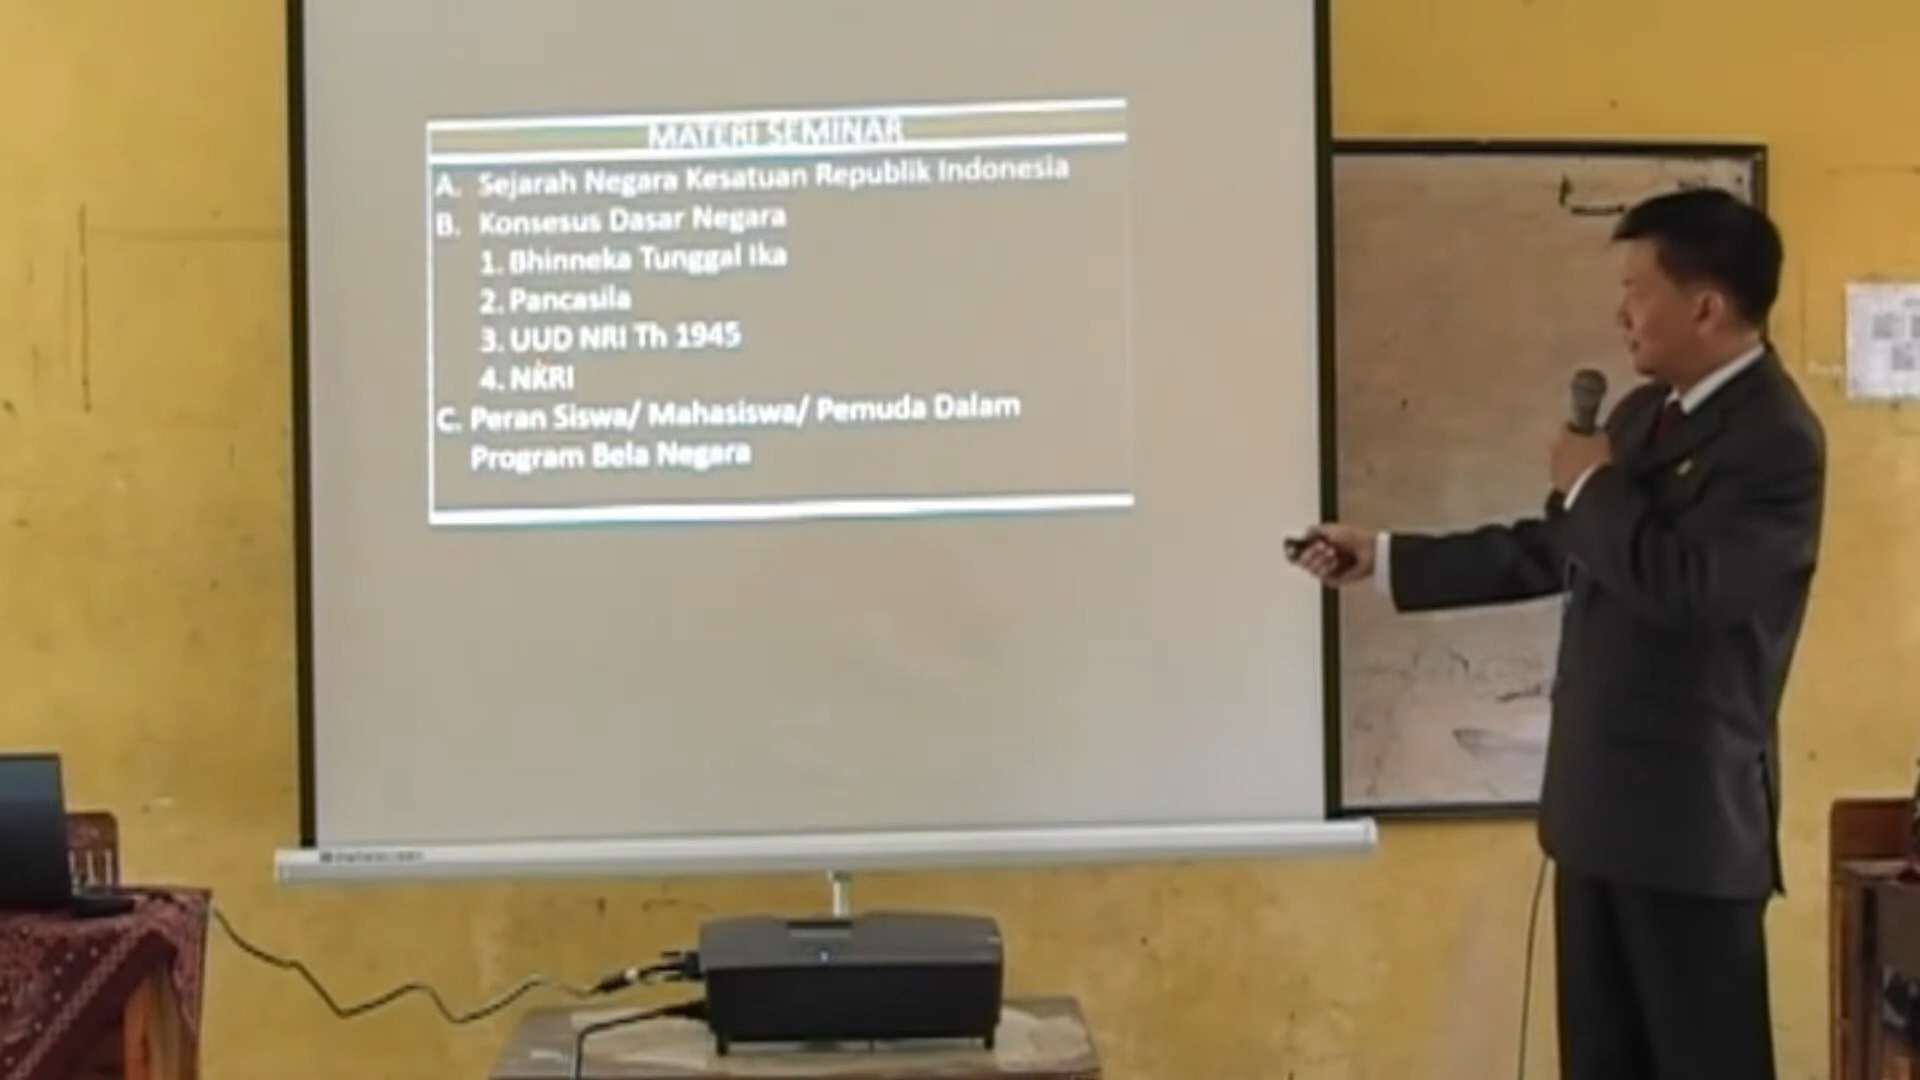 MATERI SEMINAR
A. Sejarah Negara Kesatuan Republik Indonesia
B. Konsesus Dasar Negara
1. Bhinneka Tunggal Ika
2. Pancasila
3. UUD NRI Th 1945
4. NKRI
C. Peran Siswa/ Mahasiswa/ Pemuda Dalam
Program Bela Negara